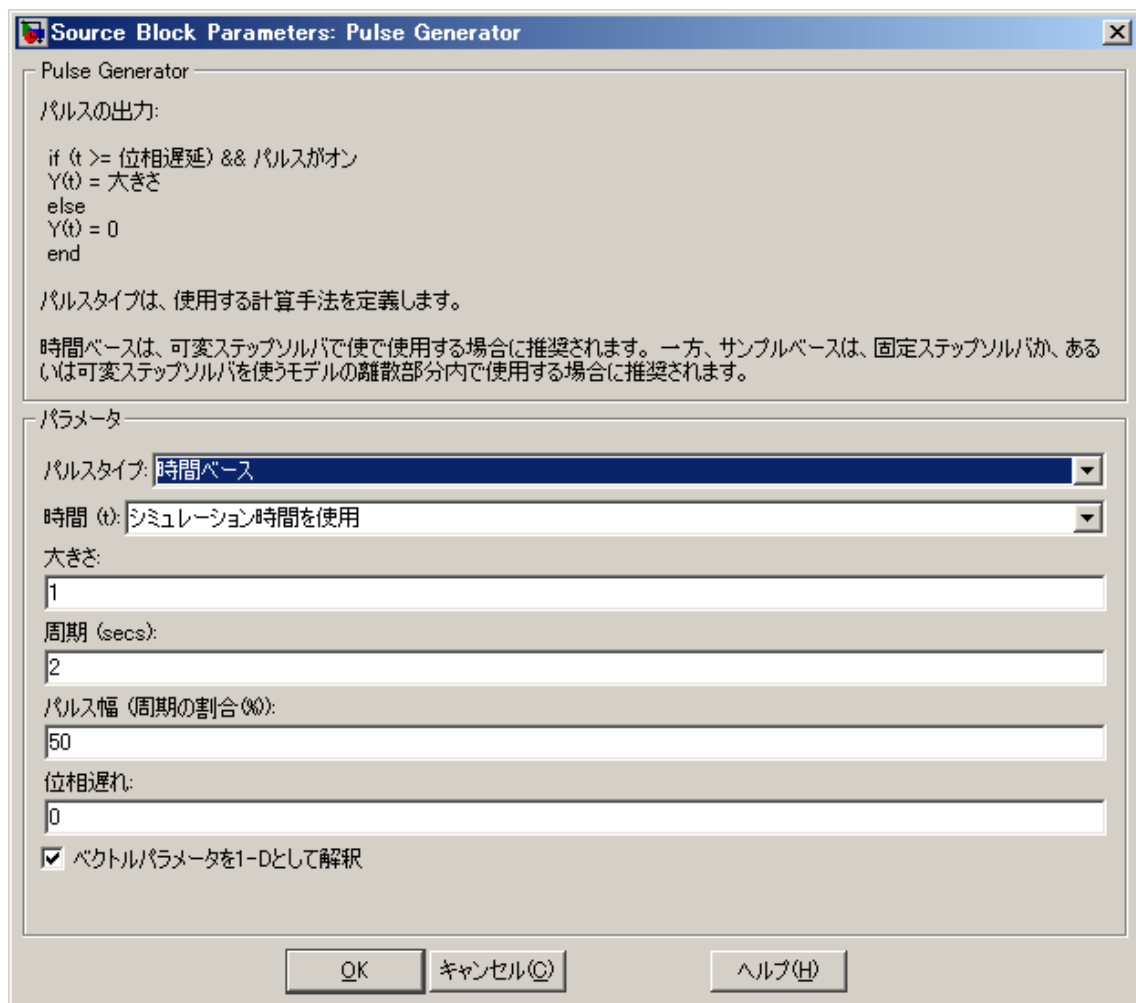 Source Block Parameters: Pulse Generator
Pulse Generator
パルスの出力:
if (t >= 位相遅延) && パルスがオン
Y(t) = 大きさ
else
Y(t) = 0
end
パルスタイプは、使用する計算手法を定義します。
時間ベースは、可変ステップソルバで使で使用する場合に推奨されます。一方、サンプルベースは、固定ステップソルバか、ある
いは可変ステップソルバを使うモデルの離散部分内で使用する場合に推奨されます。
パラメータ
パルスタイプ: 時間ベース
時間 (t): シミュレーション時間を使用
大きさ:
1
周期 (secs):
2
パルス幅 (周期の割合(%)):
50
位相遅れ:
0
ベクトルパラメータを1-Dとして解釈
OK キャンセル(C) ヘルプ(H)